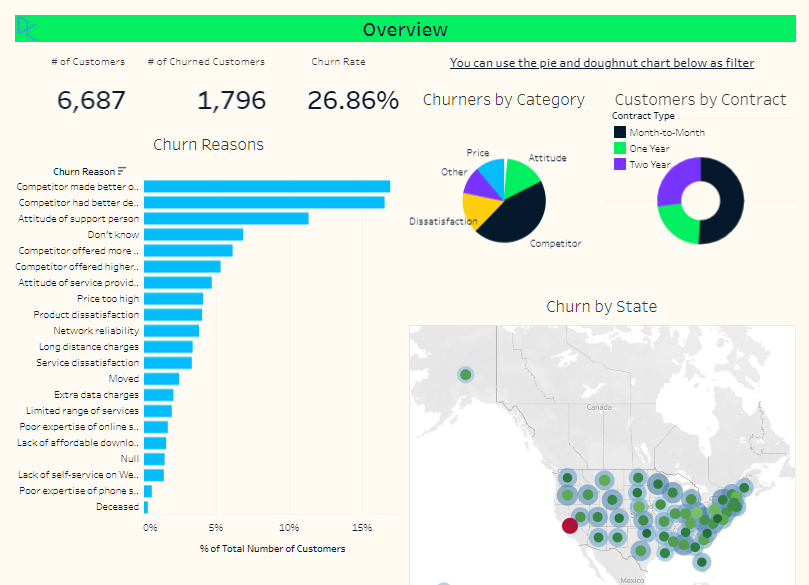 DC
Overview
# of Customers
# of Churned Customers
Churn Rate
6,687
1,796
26.86%
You can use the pie and doughnut chart below as filter
Churners by Category
Price
Attitude
Other
Dissatisfaction
Competitor
Customers by Contract
Contract Type
Month-to-Month
One Year
Two Year
Churn Reasons
Churn Reason
Competitor made better o..
Competitor had better de..
Attitude of support person
Don't know
Competitor offered more ..
Competitor offered higher..
Attitude of service provid..
Price too high
Product dissatisfaction
Network reliability
Long distance charges
Service dissatisfaction
Moved
Extra data charges
Limited range of services
Poor expertise of online s..
Lack of affordable downlo..
Null
Lack of self-service on We..
Poor expertise of phone s..
Deceased
0%
5%
10%
15%
% of Total Number of Customers
Churn by State
Canada
Mexico